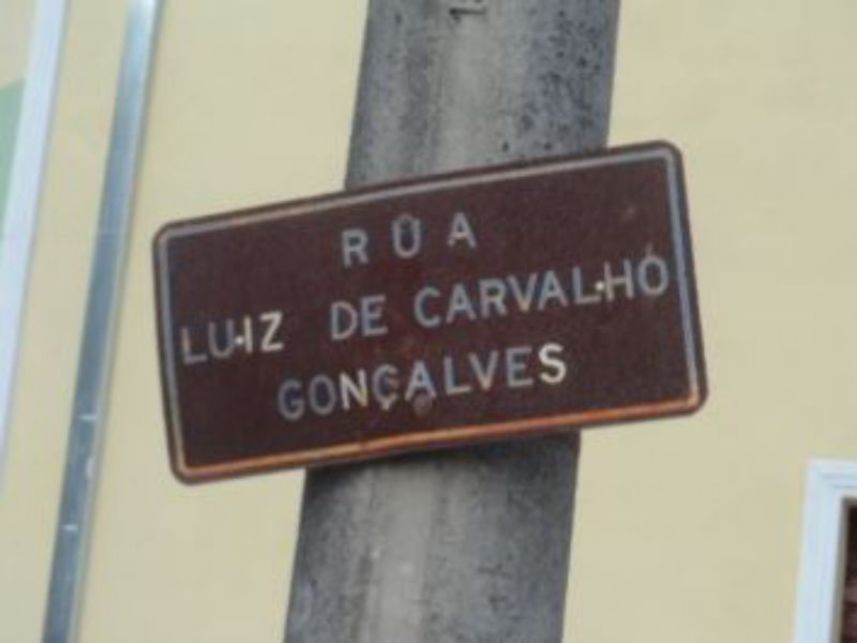 RUA
LUIZ DE CARVALHO
GONÇALVES